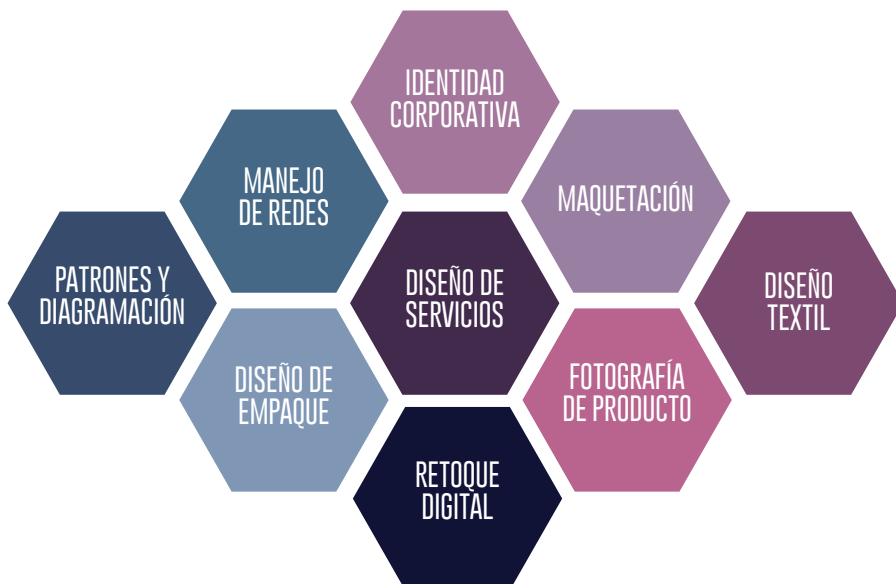 IDENTIDAD
CORPORATIVA
MANEJO
DE REDES
MAQUETACIÓN
PATRONES Y
DIAGRAMACIÓN
DISEÑO DE
SERVICIOS
DISEÑO
TEXTIL
DISEÑO DE
EMPAQUE
FOTOGRAFÍA
DE PRODUCTO
RETOQUE
DIGITAL